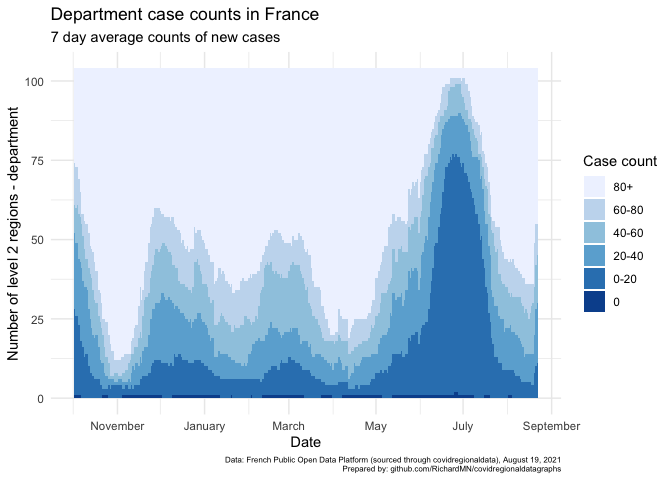 Department case counts in France
7 day average counts of new cases
Number of level 2 regions - department
100
75
50
25
0
November
January
March
May
July
September
Date
Case count
80+
60-80
40-60
20-40
0-20
0
Data: French Public Open Data Platform (sourced through covidregionaldata), August 19, 2021
Prepared by: github.com/RichardMN/covidregionaldatagraphs